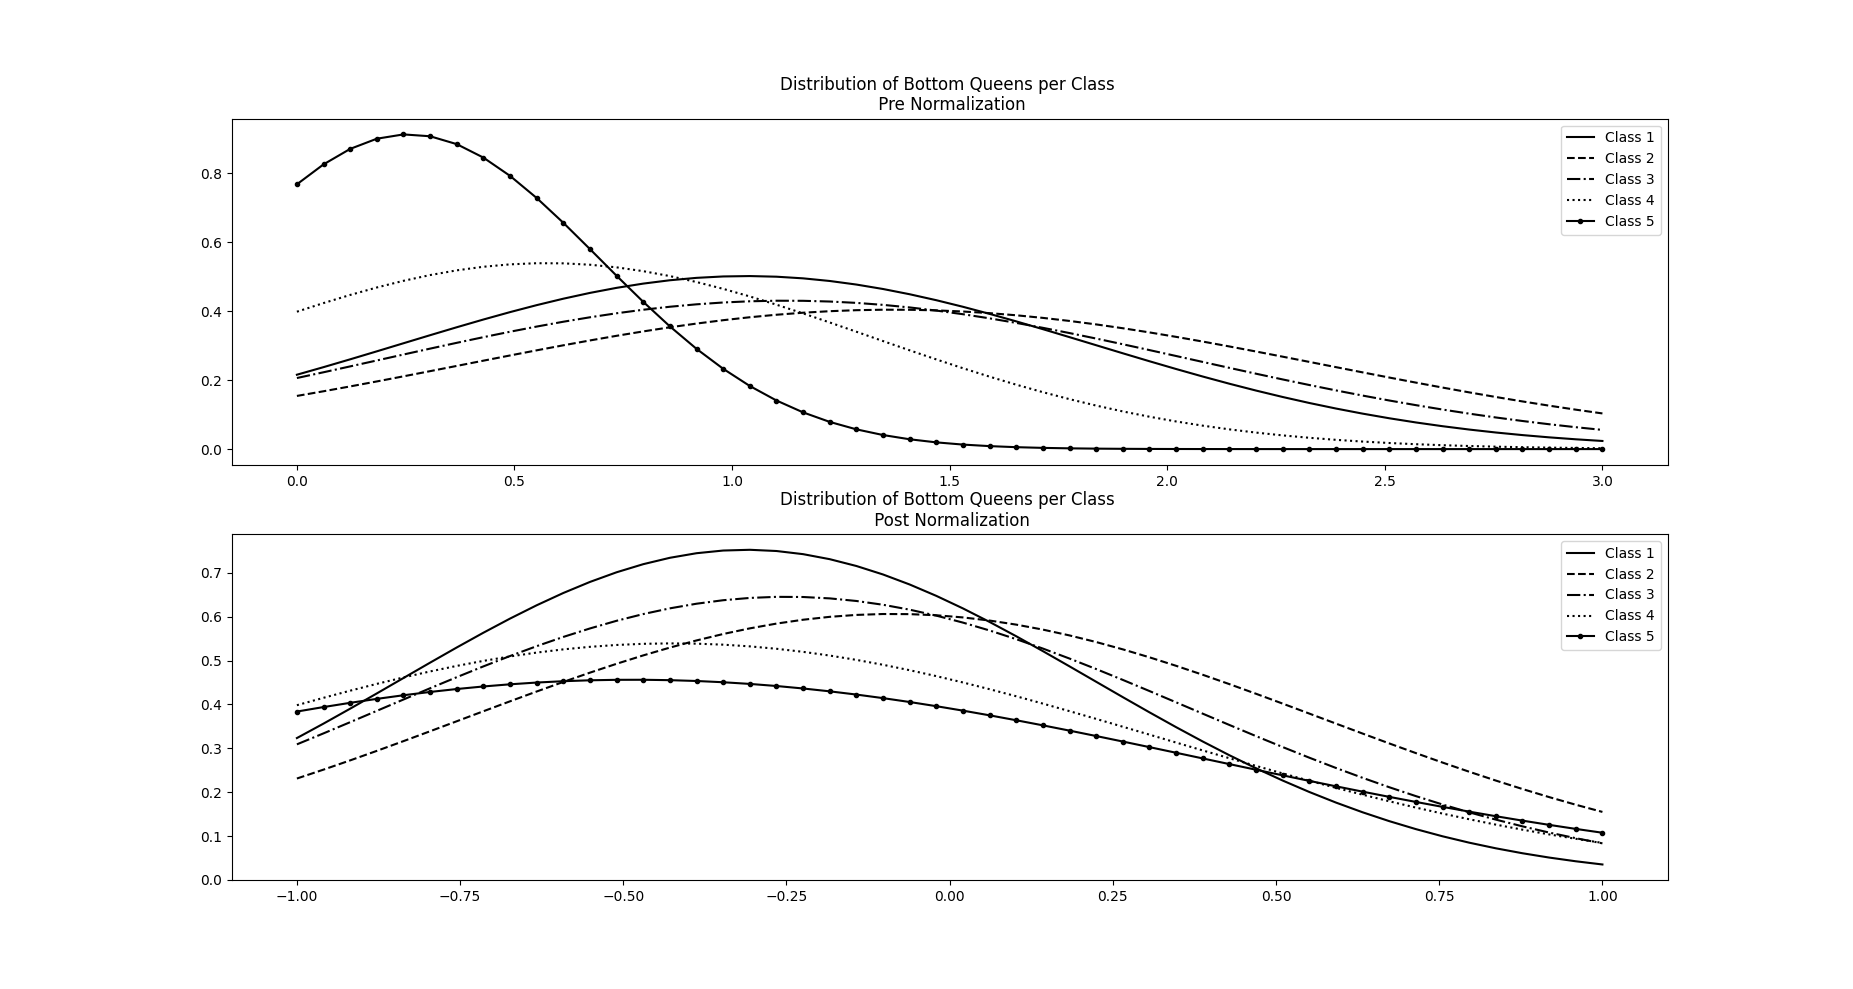 Distribution of Bottom Queens per Class
Pre Normalization
0.8
0.6
0.4
0.2
0.0
Class 1
Class 2
Class 3
Class 4
Class 5
0.0 0.5 1.0 1.5 2.0 2.5 3.0
Distribution of Bottom Queens per Class
Post Normalization
0.7
0.6
0.5
0.4
0.3
0.2
0.1
0.0
Class 1
Class 2
Class 3
Class 4
Class 5
−1.00 −0.75 −0.50 −0.25 0.00 0.25 0.50 0.75 1.00